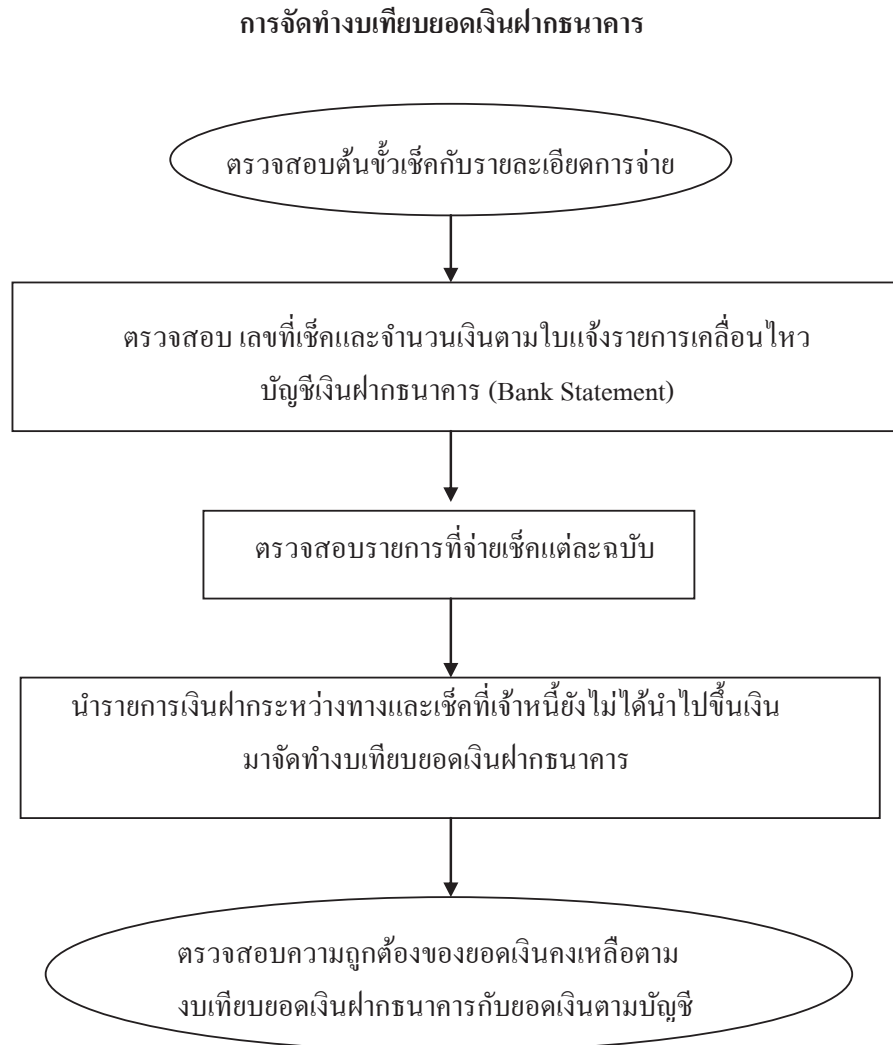 การจัดทำงบเทียบยอดเงินฝากธนาคาร
ตรวจสอบต้นขั้วเช็คกับรายละเอียดการจ่าย
ตรวจสอบ เลขที่เช็คและจำนวนเงินตามใบแจ้งรายการเคลื่อนไหว
บัญชีเงินฝากธนาคาร (Bank Statement)
ตรวจสอบรายการที่จ่ายเช็คแต่ละฉบับ
นำรายการเงินฝากระหว่างทางและเช็คที่เจ้าหนี้ยังไม่ได้นำไปขึ้นเงิน
มาจัดทำงบเทียบยอดเงินฝากธนาคาร
ตรวจสอบความถูกต้องของยอดเงินคงเหลือตาม
งบเทียบยอดเงินฝากธนาคารกับยอดเงินตามบัญชี